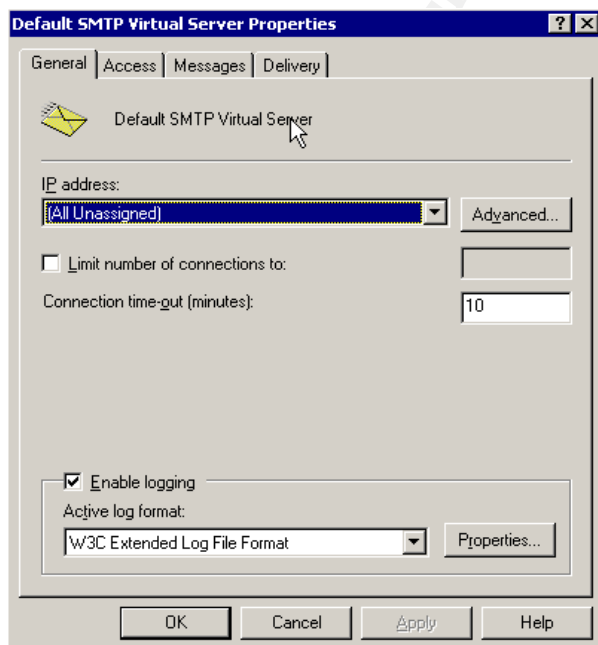 Default SMTP Virtual Server Properties
General Access Messages Delivery
Default SMTP Virtual Server
IP address:
(All Unassigned) Advanced...
Limit number of connections to:
Connection time-out (minutes): 10
Enable logging
Active log format:
W3C Extended Log File Format Properties...
OK Cancel Apply Help